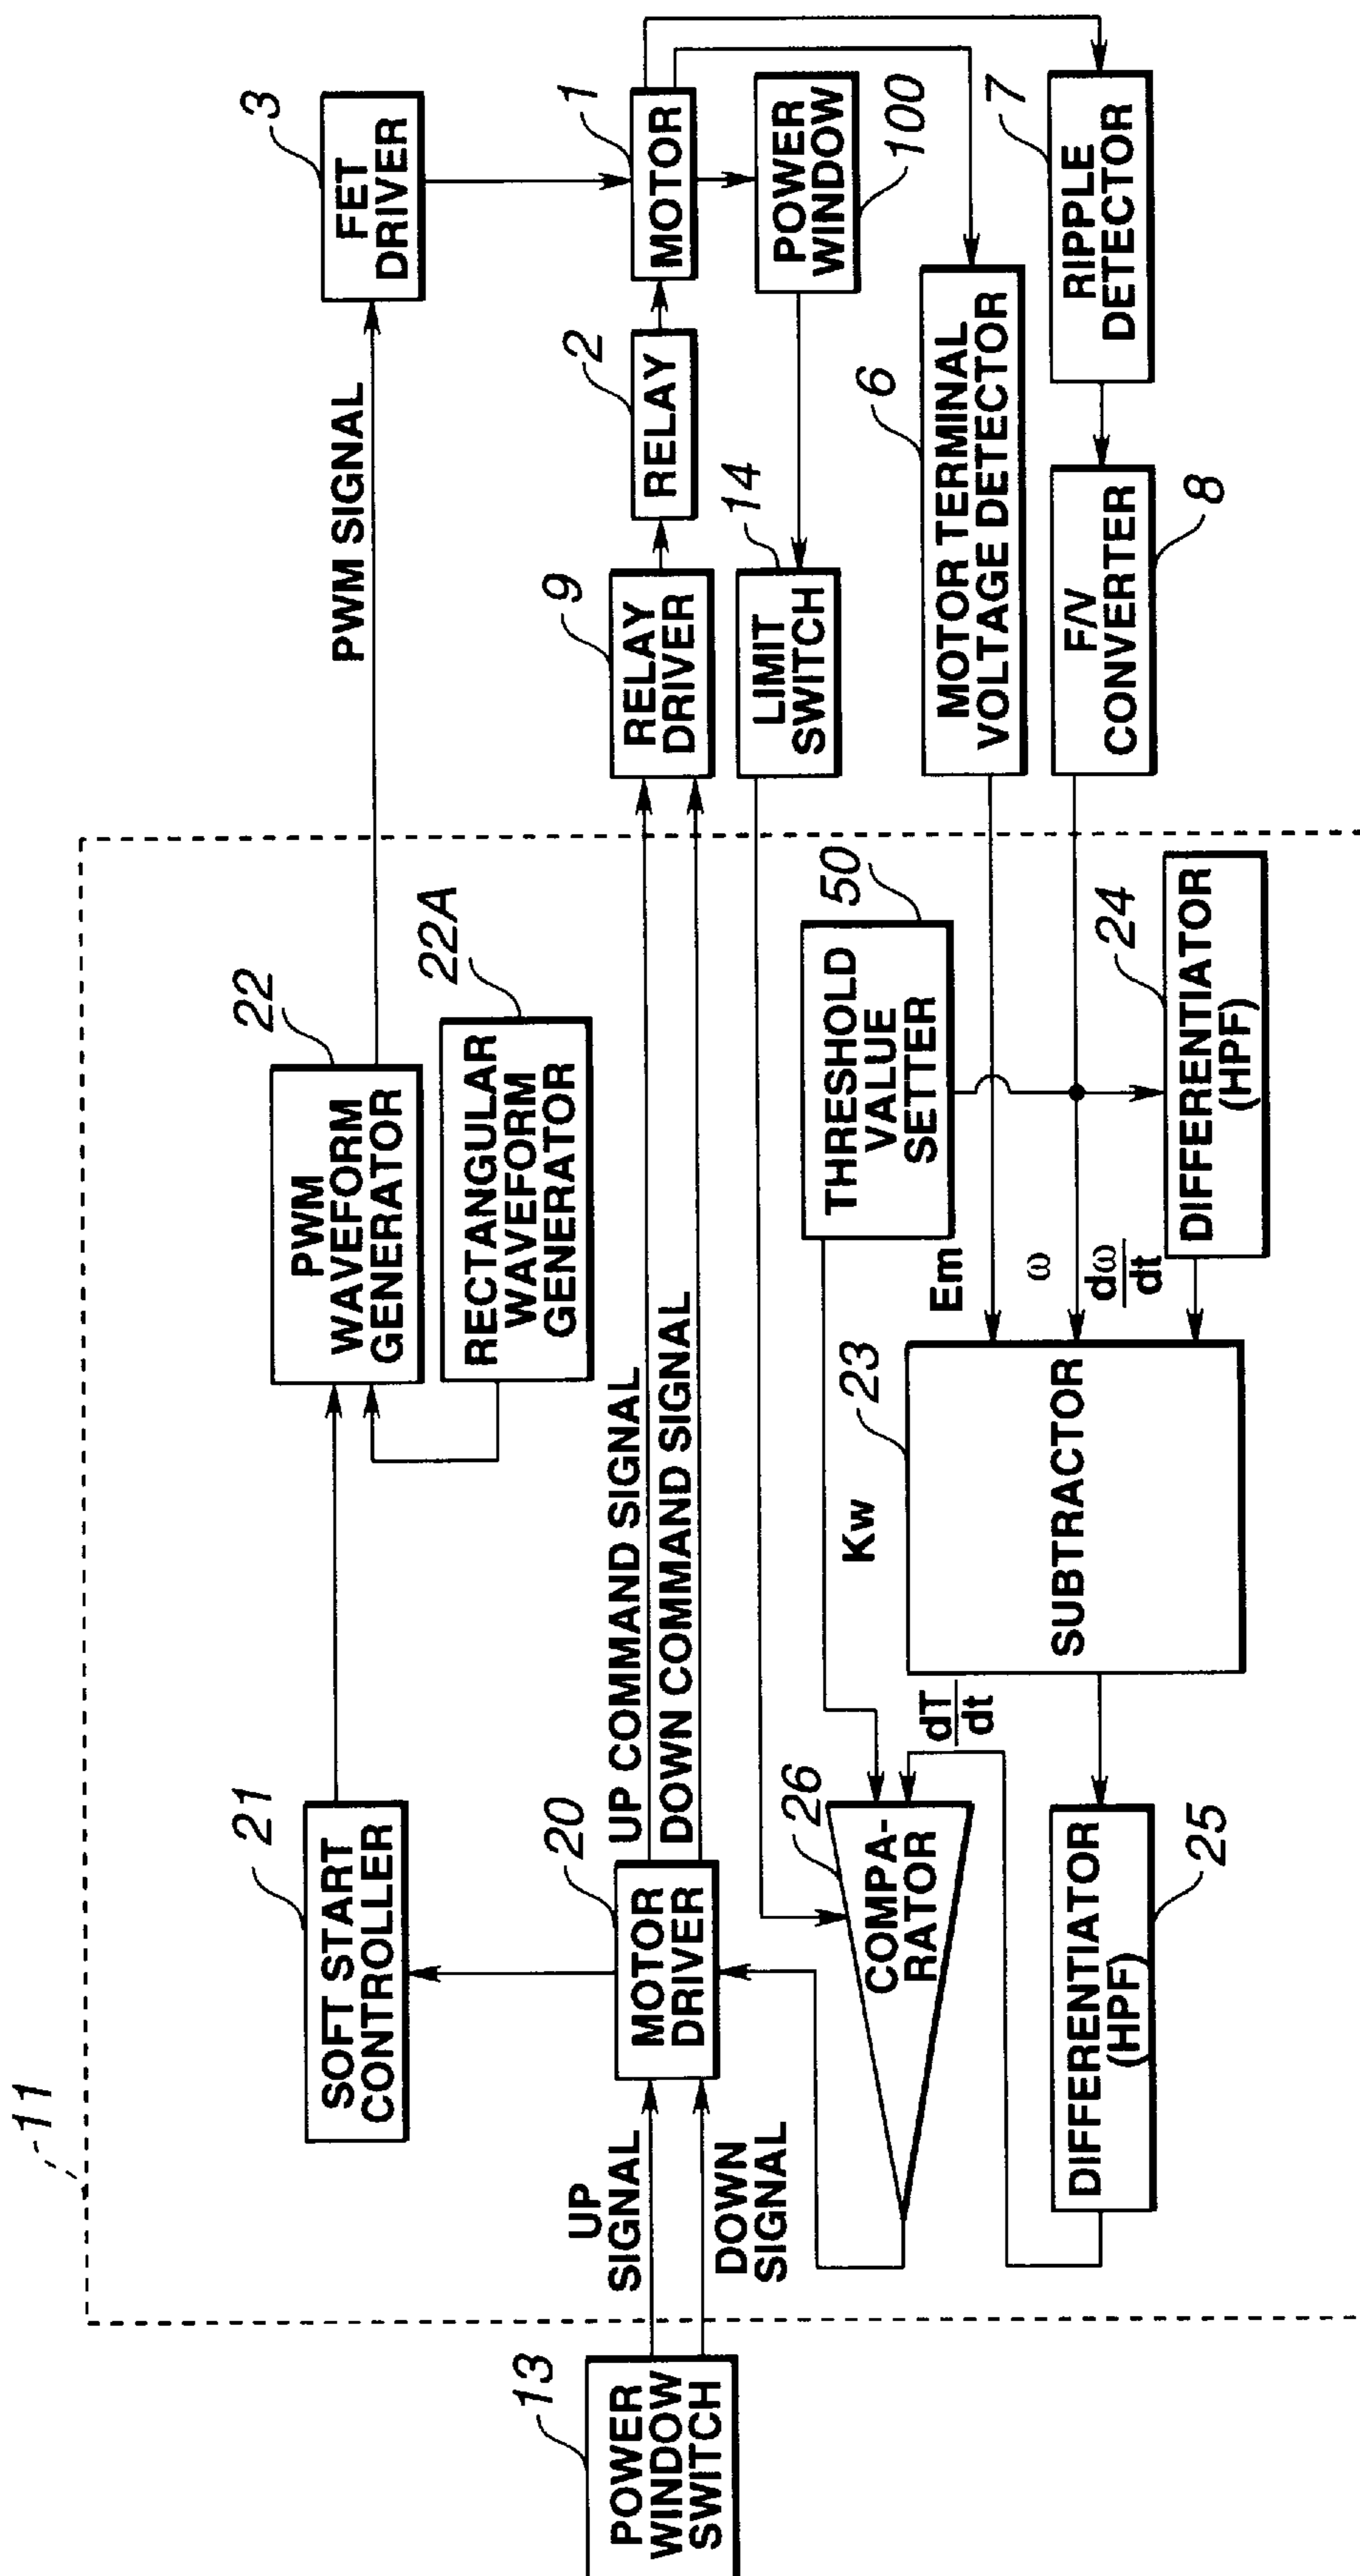 11
13
POWER
WINDOW
SWITCH
UP
SIGNAL
DOWN
SIGNAL
21
SOFT START
CONTROLLER
20
MOTOR
DRIVER
UP COMMAND SIGNAL
DOWN COMMAND SIGNAL
22
PWM
WAVEFORM
GENERATOR
22A
RECTANGULAR
WAVEFORM
GENERATOR
PWM SIGNAL
3
FET
DRIVER
9
RELAY
DRIVER
2
RELAY
1
MOTOR
POWER
WINDOW
100
14
LIMIT
SWITCH
26
COMPA-
RATOR
Kw
50
THRESHOLD
VALUE
SETTER
6
MOTOR TERMINAL
VOLTAGE DETECTOR
7
RIPPLE
DETECTOR
F/V
CONVERTER
8
Em
ω
dω
dt
23
SUBTRACTOR
24
DIFFERENTIATOR
(HPF)
dT
dt
DIFFERENTIATOR
(HPF)
25